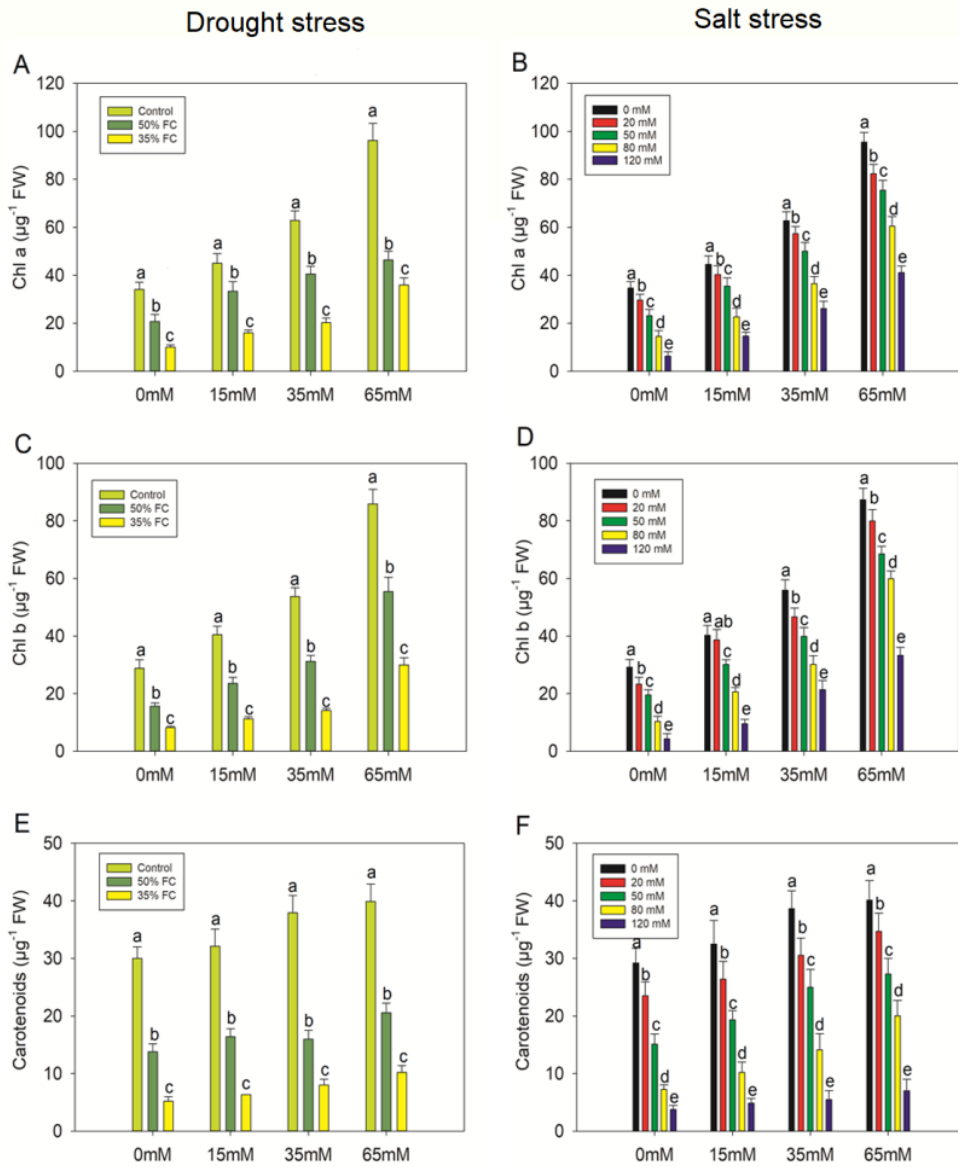 Drought stress
Salt stress
A
Chl a (µg⁻¹ FW)
120
100
80
60
40
20
0
Control
50% FC
35% FC
a
b
c
a
b
c
a
b
c
a
b
c
0mM
15mM
35mM
65mM
B
Chl a (µg⁻¹ FW)
120
100
80
60
40
20
0
0 mM
20 mM
50 mM
80 mM
120 mM
a
b
c
d
e
a
b
c
d
e
a
b
c
d
e
a
b
c
d
e
0mM
15mM
35mM
65mM
C
Chl b (µg⁻¹ FW)
100
80
60
40
20
0
Control
50% FC
35% FC
a
b
c
a
b
c
a
b
c
a
b
c
0mM
15mM
35mM
65mM
D
Chl b (µg⁻¹ FW)
100
80
60
40
20
0
0 mM
20 mM
50 mM
80 mM
120 mM
a
b
c
d
e
a
ab
c
d
e
a
b
c
d
e
a
b
c
d
e
0mM
15mM
35mM
65mM
E
Carotenoids (µg⁻¹ FW)
50
40
30
20
10
0
Control
50% FC
35% FC
a
b
c
a
b
c
a
b
c
a
b
c
0mM
15mM
35mM
65mM
F
Carotenoids (µg⁻¹ FW)
50
40
30
20
10
0
0 mM
20 mM
50 mM
80 mM
120 mM
a
b
c
d
e
a
b
c
d
e
a
b
c
d
e
a
b
c
d
e
0mM
15mM
35mM
65mM